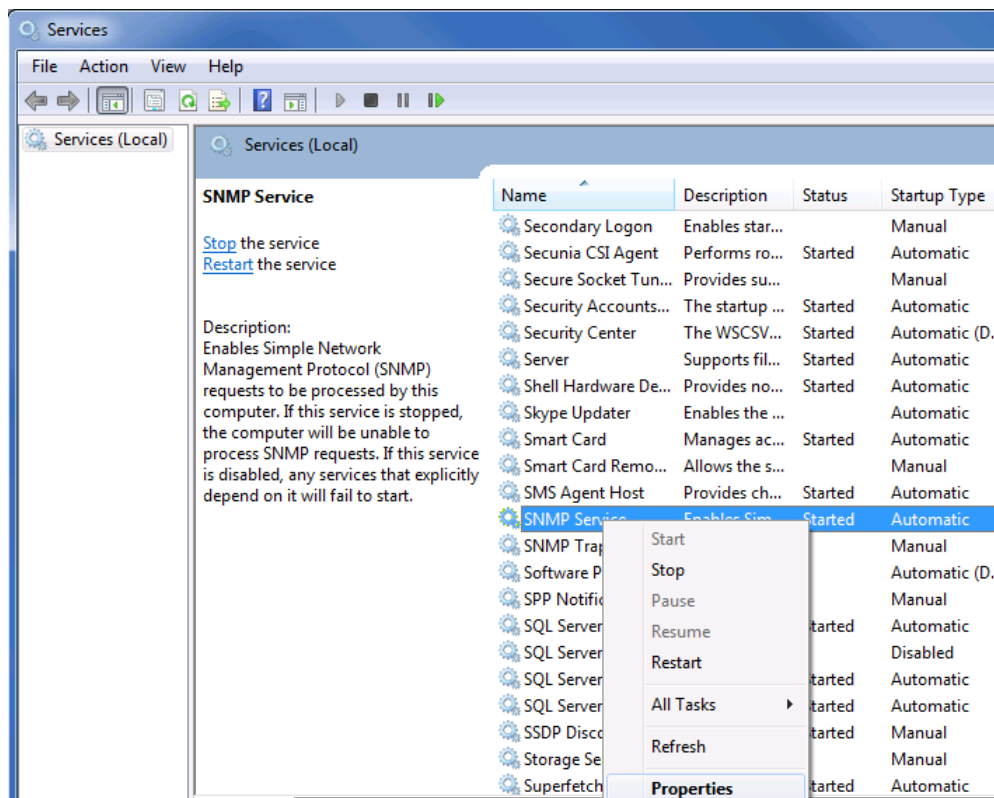 Services
File Action View Help
Services (Local)
Services (Local)
SNMP Service
Stop the service
Restart the service
Description:
Enables Simple Network
Management Protocol (SNMP)
requests to be processed by this
computer. If this service is stopped,
the computer will be unable to
process SNMP requests. If this service
is disabled, any services that explicitly
depend on it will fail to start.
Name Description Status Startup Type
Secondary Logon Enables star... Manual
Secunia CSI Agent Performs ro... Started Automatic
Secure Socket Tun... Provides su... Manual
Security Accounts... The startup ... Started Automatic
Security Center The WSCSV... Started Automatic (D.
Server Supports fil... Started Automatic
Shell Hardware De... Provides no... Started Automatic
Skype Updater Enables the ... Automatic
Smart Card Manages ac... Started Automatic
Smart Card Remo... Allows the s... Manual
SMS Agent Host Provides ch... Started Automatic
SNMP Service Enables Sim... Started Automatic
SNMP Trap Manual
Software P Automatic (D.
SPP Notific Manual
SQL Server tarted Automatic
SQL Server Disabled
SQL Server tarted Automatic
SQL Server tarted Automatic
SSDP Disco tarted Manual
Storage Se Manual
Superfetch tarted Automatic
Start
Stop
Pause
Resume
Restart
All Tasks
Refresh
Properties